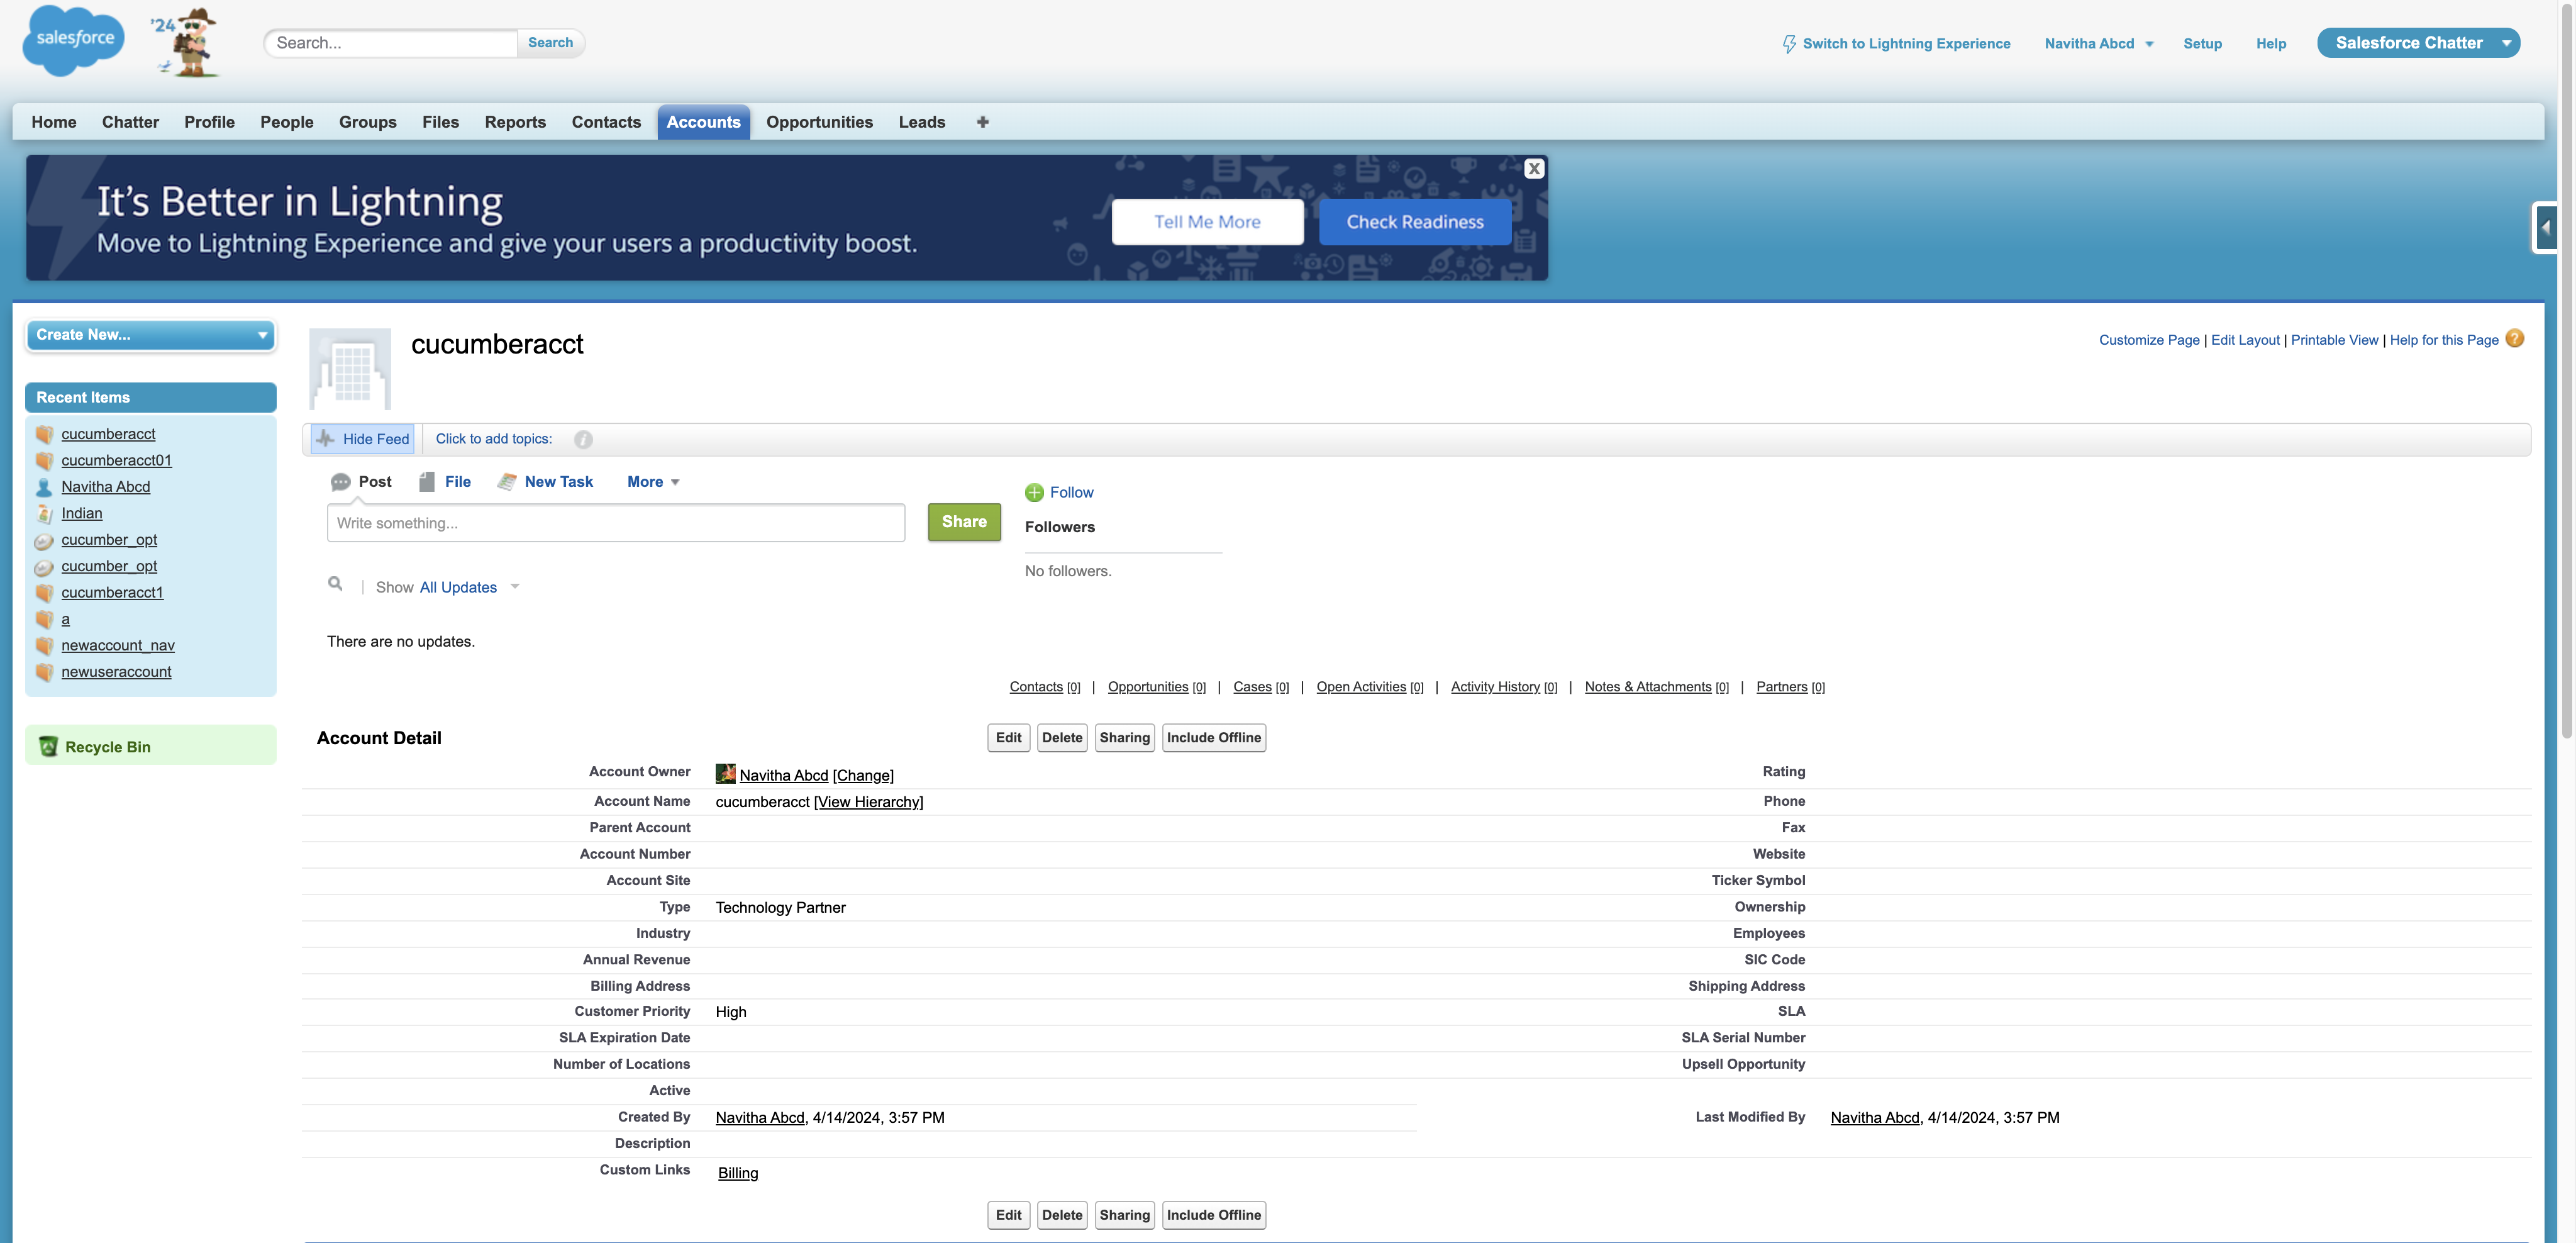 salesforce
'24
Search...
Search
Switch to Lightning Experience
Navitha Abcd
Setup
Help
Salesforce Chatter
Home
Chatter
Profile
People
Groups
Files
Reports
Contacts
Accounts
Opportunities
Leads
+
It's Better in Lightning
Move to Lightning Experience and give your users a productivity boost.
Tell Me More
Check Readiness
X
Create New...
Recent Items
cucumberacct
cucumberacct01
Navitha Abcd
Indian
cucumber_opt
cucumber_opt
cucumberacct1
a
newaccount_nav
newuseraccount
Recycle Bin
cucumberacct
Customize Page | Edit Layout | Printable View | Help for this Page ?
Hide Feed
Click to add topics:
i
Post
File
New Task
More
Write something...
Share
Follow
Followers
No followers.
Show All Updates
There are no updates.
Contacts [0] | Opportunities [0] | Cases [0] | Open Activities [0] | Activity History [0] | Notes & Attachments [0] | Partners [0]
Account Detail
Edit
Delete
Sharing
Include Offline
Account Owner Navitha Abcd [Change] Rating
Account Name cucumberacct [View Hierarchy] Phone
Parent Account Fax
Account Number Website
Account Site Ticker Symbol
Type Technology Partner Ownership
Industry Employees
Annual Revenue SIC Code
Billing Address Shipping Address
Customer Priority High SLA
SLA Expiration Date SLA Serial Number
Number of Locations Upsell Opportunity
Active
Created By Navitha Abcd, 4/14/2024, 3:57 PM Last Modified By Navitha Abcd, 4/14/2024, 3:57 PM
Description
Custom Links Billing
Edit
Delete
Sharing
Include Offline